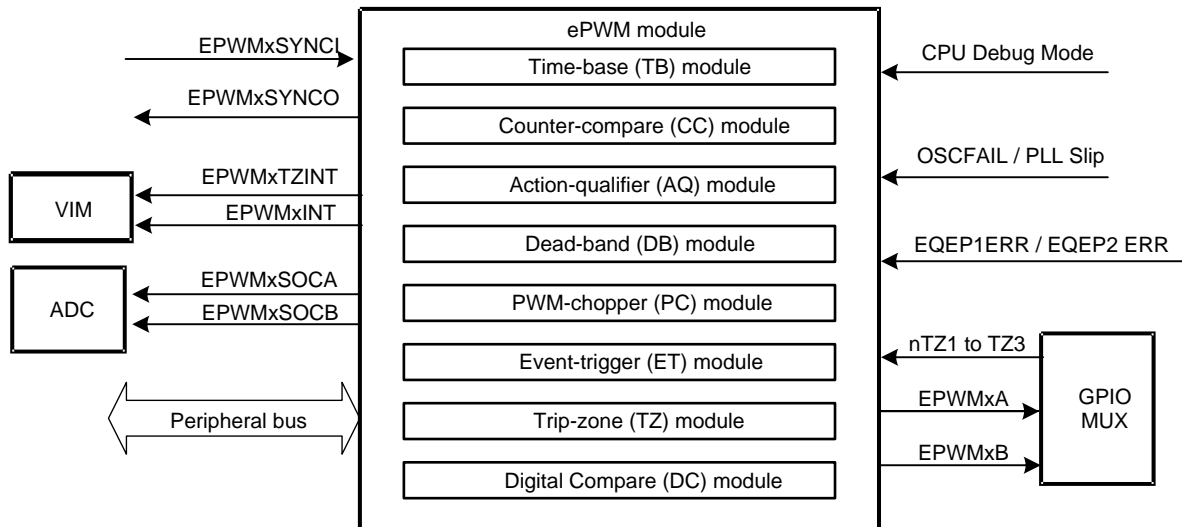 ePWM module
EPWMxSYNCI
Time-base (TB) module
CPU Debug Mode
EPWMxSYNCO
Counter-compare (CC) module
OSCFAIL / PLL Slip
EPWMxTZINT
Action-qualifier (AQ) module
VIM
EPWMxINT
Dead-band (DB) module
EQEP1ERR / EQEP2 ERR
EPWMxSOCA
ADC
PWM-chopper (PC) module
EPWMxSOCB
nTZ1 to TZ3
Event-trigger (ET) module
EPWMxA
GPIO
MUX
Peripheral bus
Trip-zone (TZ) module
EPWMxB
Digital Compare (DC) module